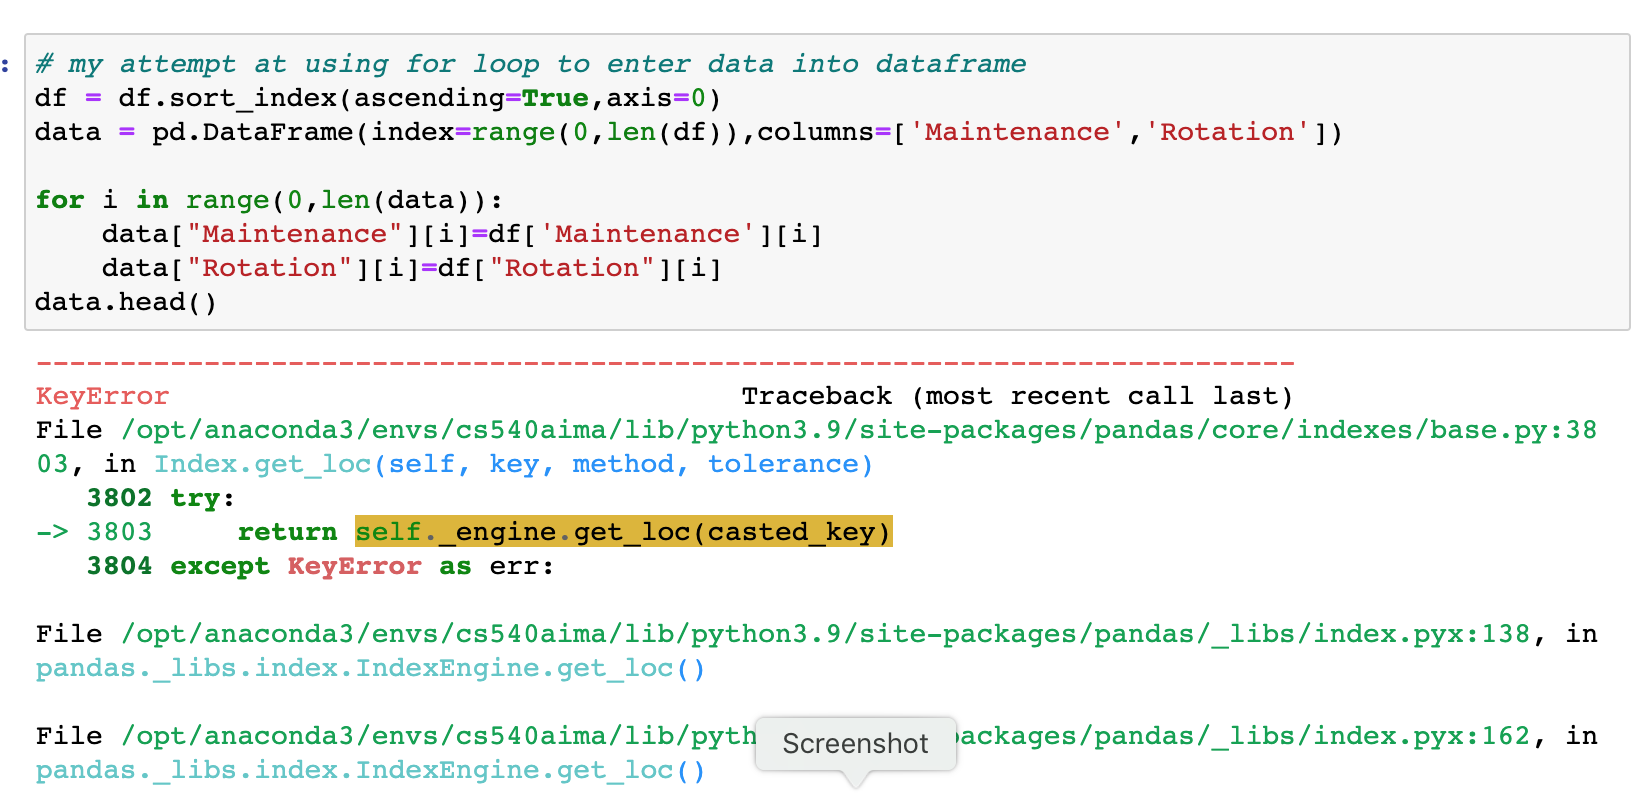 :
# my attempt at using for loop to enter data into dataframe
df = df.sort_index(ascending=True,axis=0)
data = pd.DataFrame(index=range(0,len(df)),columns=['Maintenance','Rotation'])
for i in range(0,len(data)):
    data["Maintenance"][i]=df['Maintenance'][i]
    data["Rotation"][i]=df["Rotation"][i]
data.head()
---------------------------------------------------------------------------
KeyError                                  Traceback (most recent call last)
File /opt/anaconda3/envs/cs540aima/lib/python3.9/site-packages/pandas/core/indexes/base.py:38
03, in Index.get_loc(self, key, method, tolerance)
   3802 try:
-> 3803     return self._engine.get_loc(casted_key)
   3804 except KeyError as err:
File /opt/anaconda3/envs/cs540aima/lib/python3.9/site-packages/pandas/_libs/index.pyx:138, in
pandas._libs.index.IndexEngine.get_loc()
File /opt/anaconda3/envs/cs540aima/lib/pyth Screenshot ackages/pandas/_libs/index.pyx:162, in
pandas._libs.index.IndexEngine.get_loc()